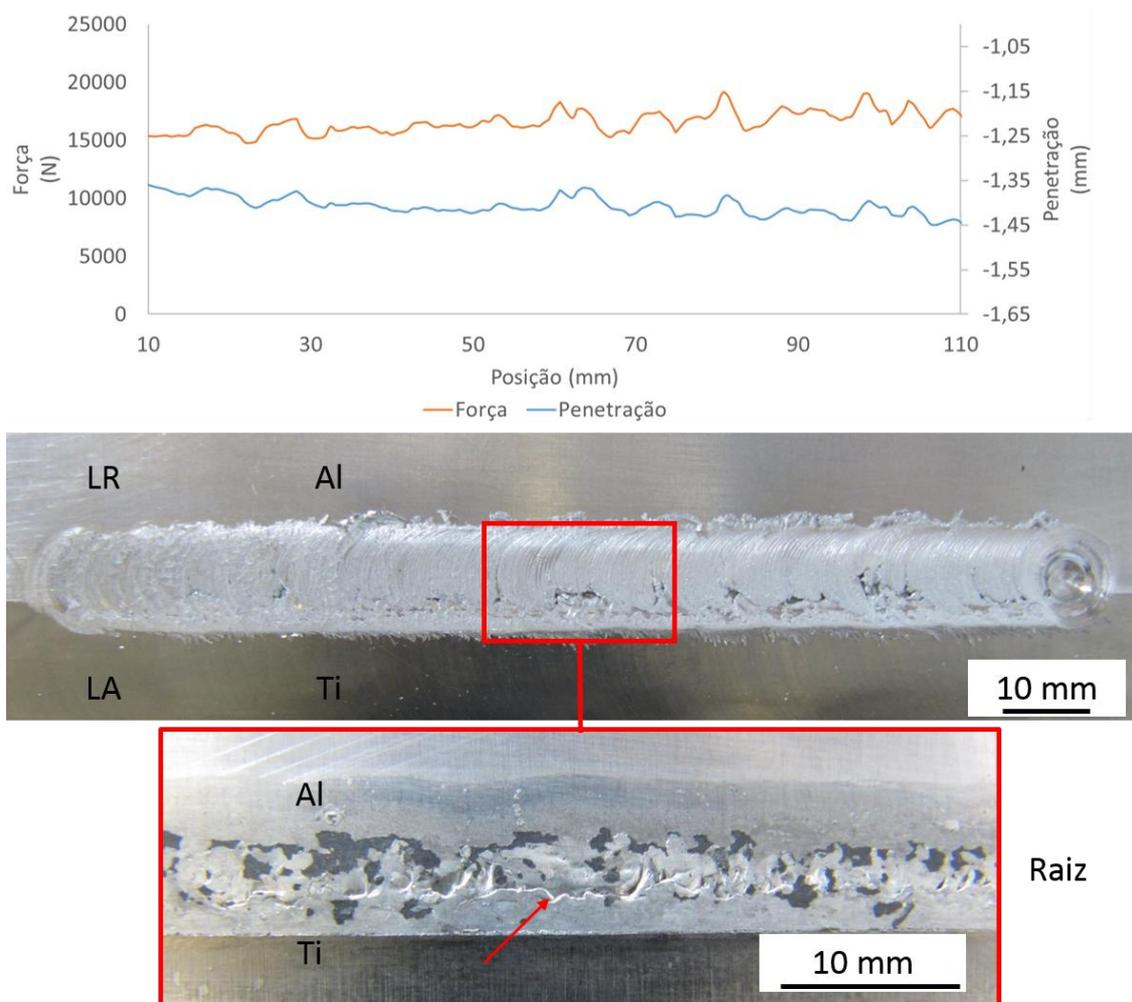 25000
20000
15000
10000
5000
0
Força
(N)
-1,05
-1,15
-1,25
-1,35
-1,45
-1,55
-1,65
Penetração
(mm)
10 30 50 70 90 110
Posição (mm)
Força Penetração
LR Al
LA Ti
10 mm
Al
Raiz
Ti
10 mm